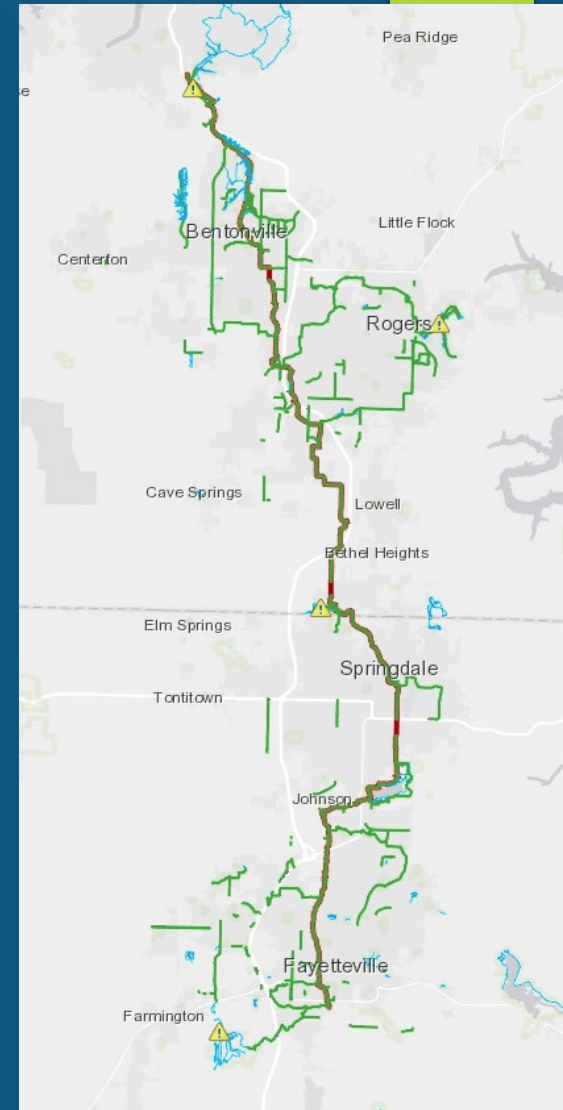 Pea Ridge
e
Little Flock
Bentonville
Centerton
Rogers
Cave Springs
Lowell
Bethel Heights
Elm Springs
Springdale
Tontitown
Johnson
Fayetteville
Farmington